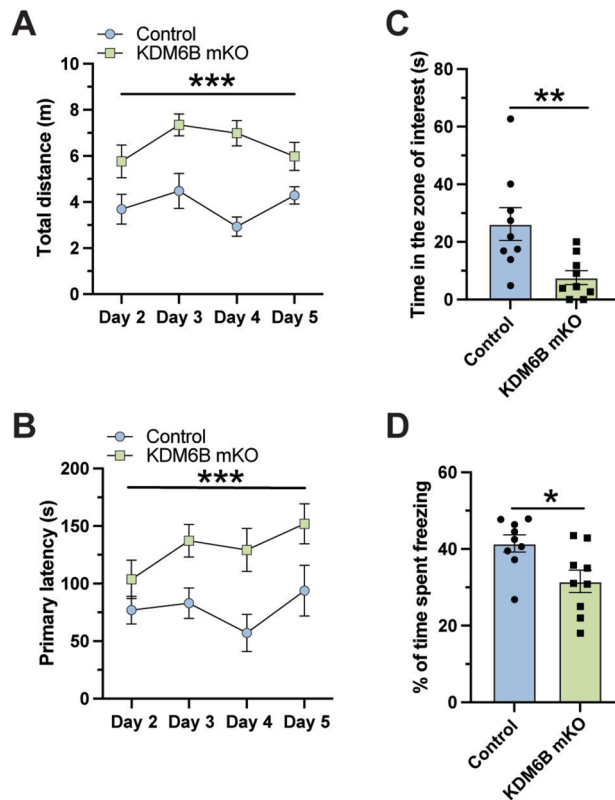 A
Control
KDM6B mKO
Total distance (m)
10
8
6
4
2
0
***
Day 2 Day 3 Day 4 Day 5
B
Control
KDM6B mKO
Primary latency (s)
200
150
100
75
50
0
***
Day 2 Day 3 Day 4 Day 5
C
Time in the zone of interest (s)
80
60
40
20
0
**
Control
KDM6B mKO
D
% of time spent freezing
60
40
20
0
*
Control
KDM6B mKO